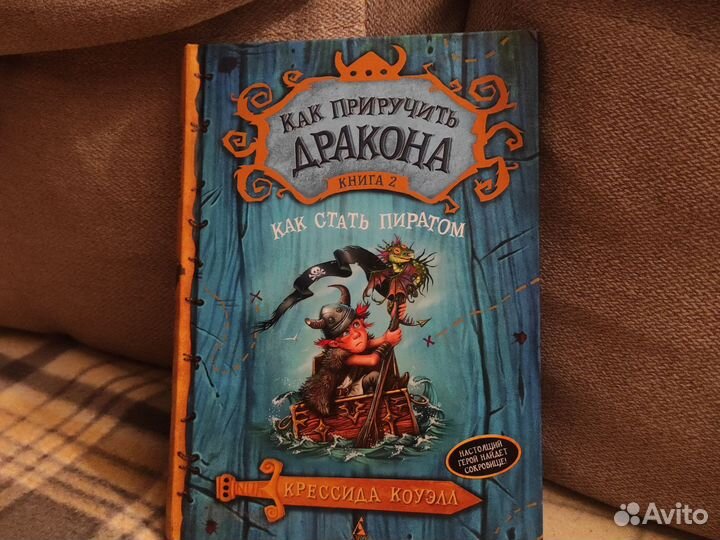 КАК ПРИРУЧИТЬ
ДРАКОНА
КНИГА 2
КАК СТАТЬ ПИРАТОМ
НАСТОЯЩИЙ
ГЕРОЙ НАЙДЕТ
СОКРОВИЩЕ!
КРЕССИДА КОУЭЛЛ
Avito